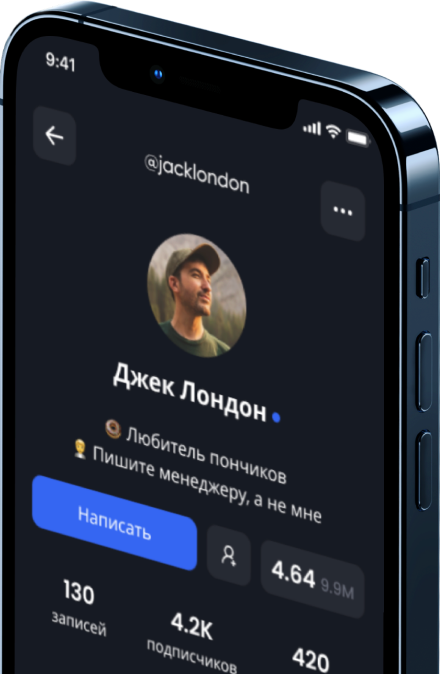 9:41
@jacklondon
Джек Лондон
Любитель пончиков
Пишите менеджеру, а не мне
Написать
4.64 9.9M
130
записей
4.2K
подписчиков
420